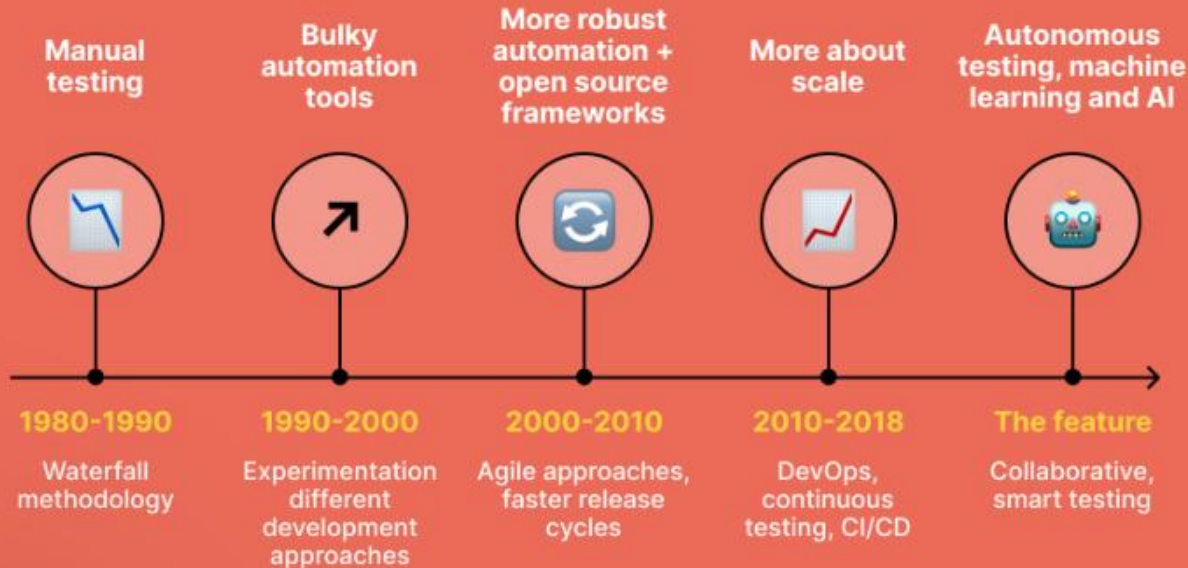 Manual
testing
Bulky
automation
tools
More robust
automation +
open source
frameworks
More about
scale
Autonomous
testing, machine
learning and AI
1980-1990
Waterfall
methodology
1990-2000
Experimentation
different
development
approaches
2000-2010
Agile approaches,
faster release
cycles
2010-2018
DevOps,
continuous
testing, CI/CD
The feature
Collaborative,
smart testing